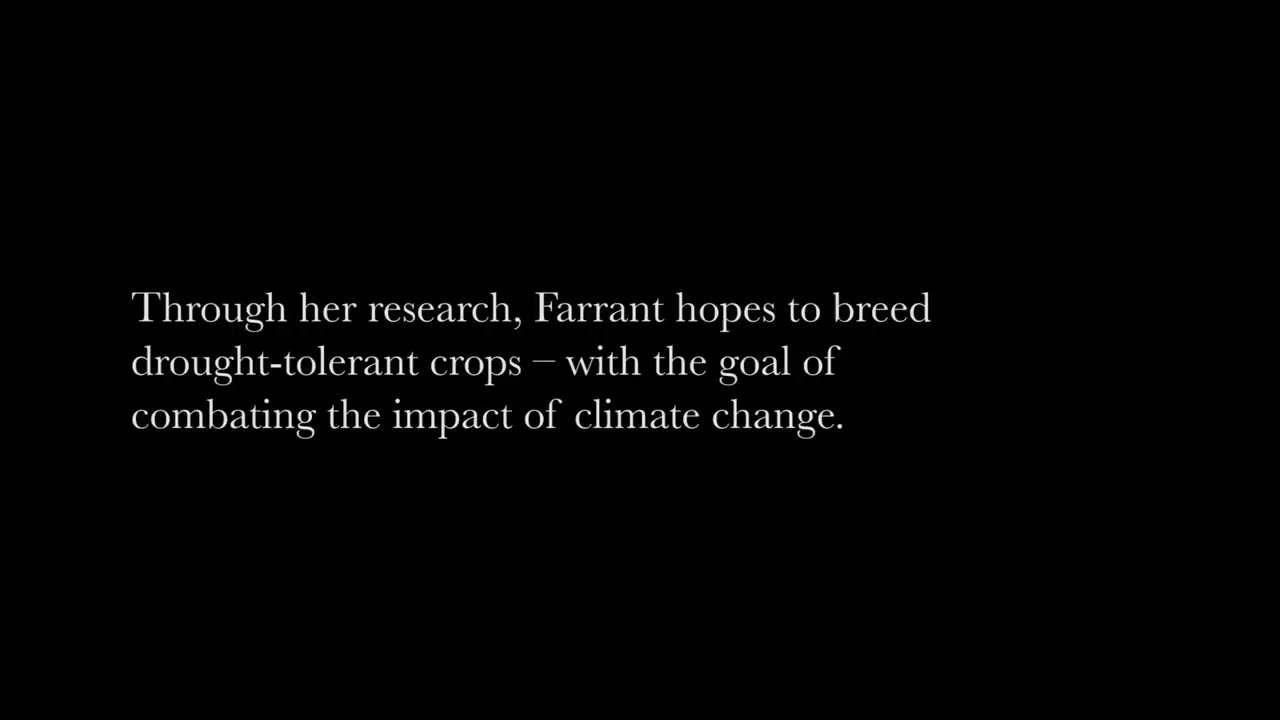 Through her research, Farrant hopes to breed
drought-tolerant crops – with the goal of
combating the impact of climate change.